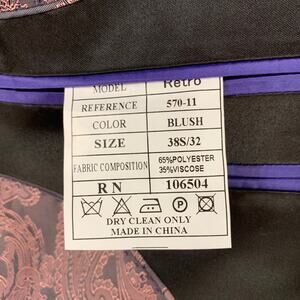 MODEL Retro
REFERENCE 570-11
COLOR BLUSH
SIZE 38S/32
FABRIC COMPOSITION 65%POLYESTER
35%VISCOSE
RN 106504
DRY CLEAN ONLY
MADE IN CHINA